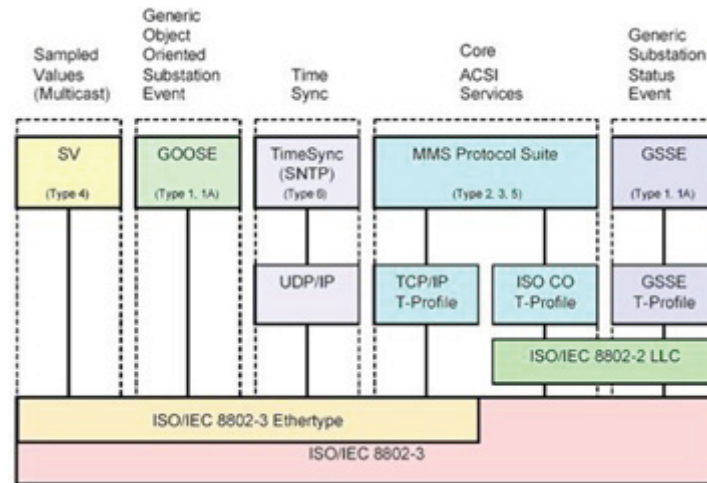 Sampled
Values
(Multicast)
Generic
Object
Oriented
Substation
Event
Time
Sync
Core
ACSI
Services
Generic
Substation
Status
Event
SV
(Type 4)
GOOSE
(Type 1, 1A)
TimeSync
(SNTP)
(Type 6)
MMS Protocol Suite
(Type 2, 3, 5)
GSSE
(Type 1, 1A)
UDP/IP
TCP/IP
T-Profile
ISO CO
T-Profile
GSSE
T-Profile
ISO/IEC 8802-2 LLC
ISO/IEC 8802-3 Ethertype
ISO/IEC 8802-3